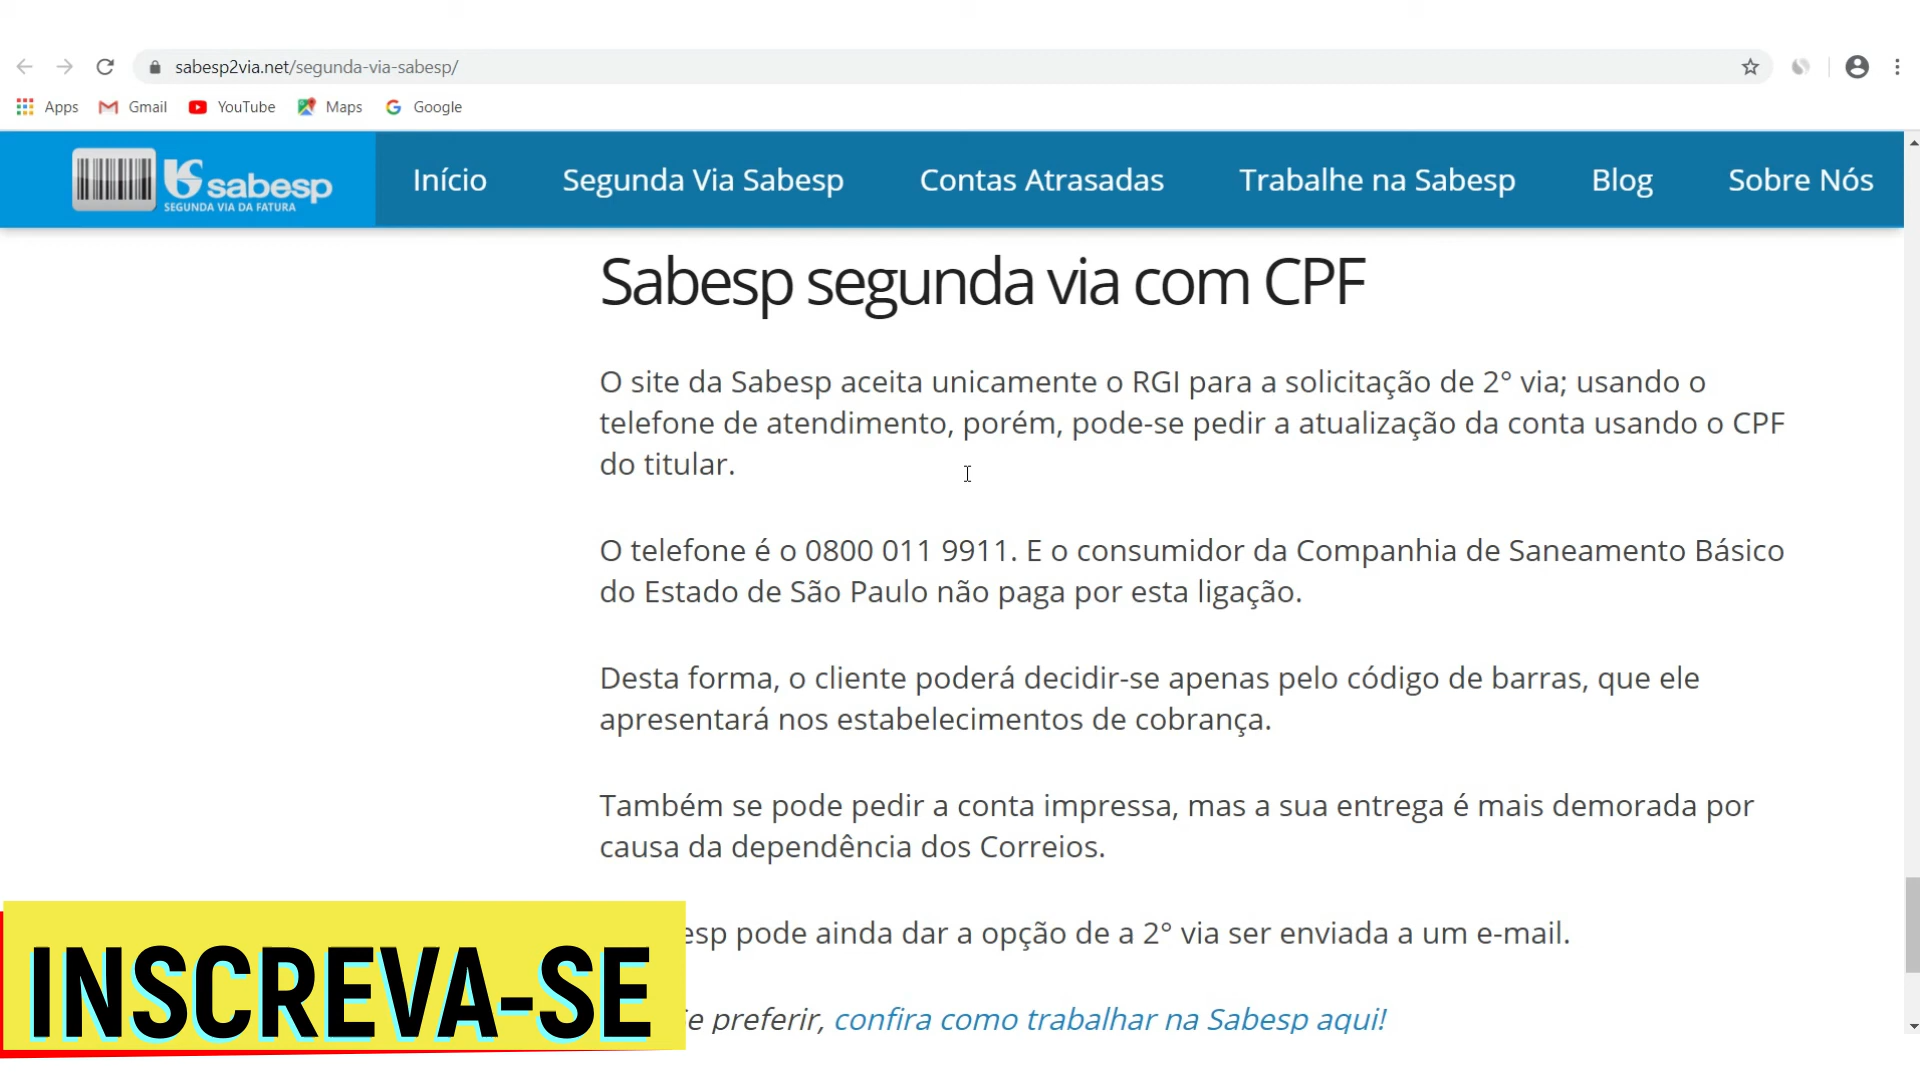 sabesp2via.net/segunda-via-sabesp/
Apps Gmail YouTube Maps Google
sabesp
SEGUNDA VIA DA FATURA
Início Segunda Via Sabesp Contas Atrasadas Trabalhe na Sabesp Blog Sobre Nós
Sabesp segunda via com CPF
O site da Sabesp aceita unicamente o RGI para a solicitação de 2° via; usando o
telefone de atendimento, porém, pode-se pedir a atualização da conta usando o CPF
do titular.
O telefone é o 0800 011 9911. E o consumidor da Companhia de Saneamento Básico
do Estado de São Paulo não paga por esta ligação.
Desta forma, o cliente poderá decidir-se apenas pelo código de barras, que ele
apresentará nos estabelecimentos de cobrança.
Também se pode pedir a conta impressa, mas a sua entrega é mais demorada por
causa da dependência dos Correios.
esp pode ainda dar a opção de a 2° via ser enviada a um e-mail.
e preferir, confira como trabalhar na Sabesp aqui!
INSCREVA-SE